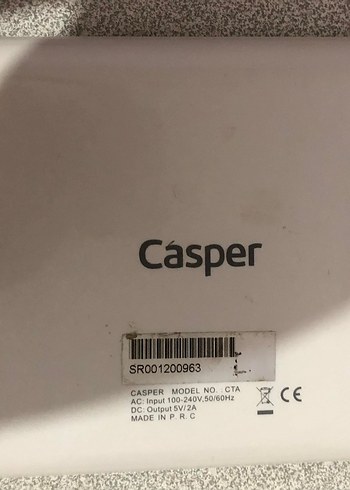 Casper
SR001200963
CASPER MODEL NO. . CTA
AC: Input 100-240V,50/60Hz
DC: Output 5V/2A
MADE IN P. R. C
CE